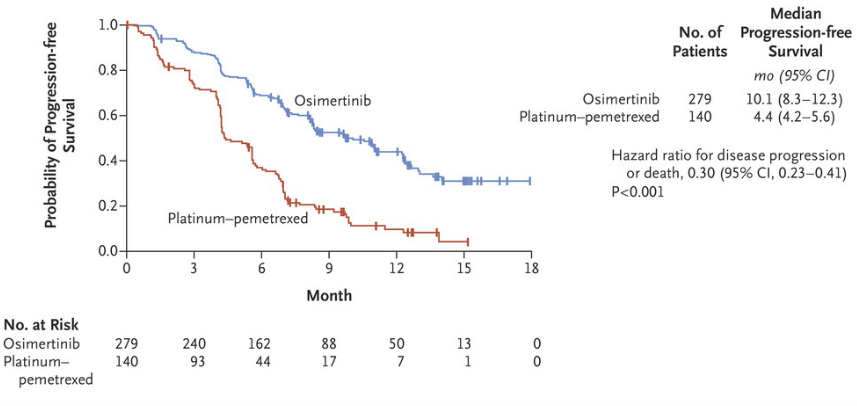 Probability of Progression-free
Survival
1.0
0.8
0.6
0.4
0.2
0.0
Osimertinib
Platinum–pemetrexed
0 3 6 9 12 15 18
Month
No. of
Patients
Median
Progression-free
Survival
mo (95% CI)
Osimertinib 279 10.1 (8.3–12.3)
Platinum–pemetrexed 140 4.4 (4.2–5.6)
Hazard ratio for disease progression
or death, 0.30 (95% CI, 0.23–0.41)
P<0.001
No. at Risk
Osimertinib 279 240 162 88 50 13 0
Platinum– 140 93 44 17 7 1 0
pemetrexed